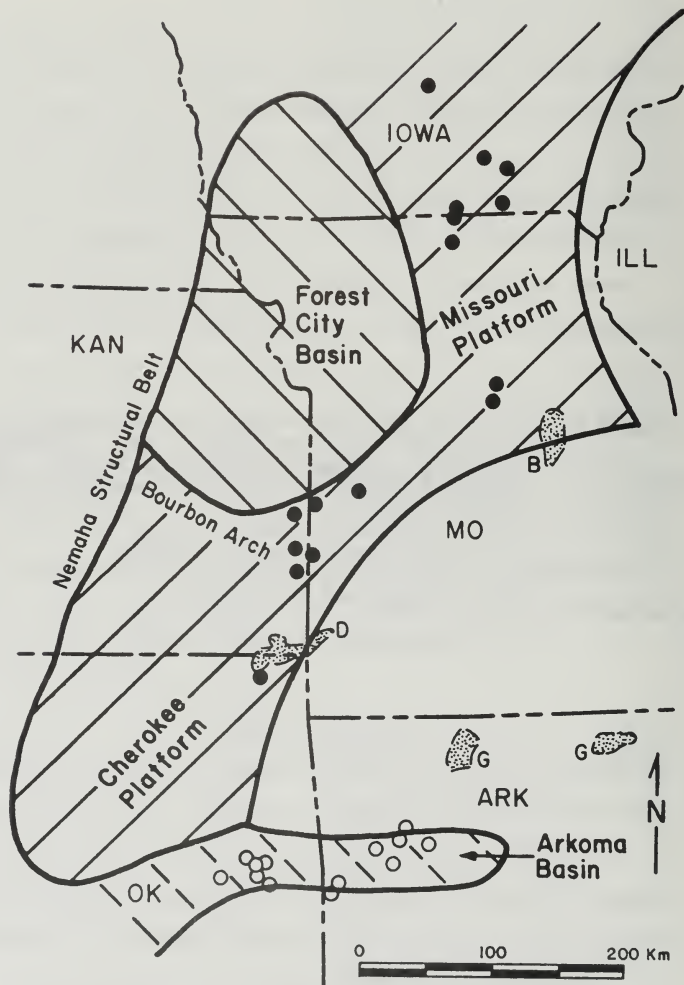 IOWA
ILL
Forest
City
Basin
Missouri
Platform
KAN
Nemaha Structural Belt
B
Bourbon Arch
MO
D
Cherokee
Platform
G
G
ARK
N
Arkoma
Basin
OK
0 100 200 Km